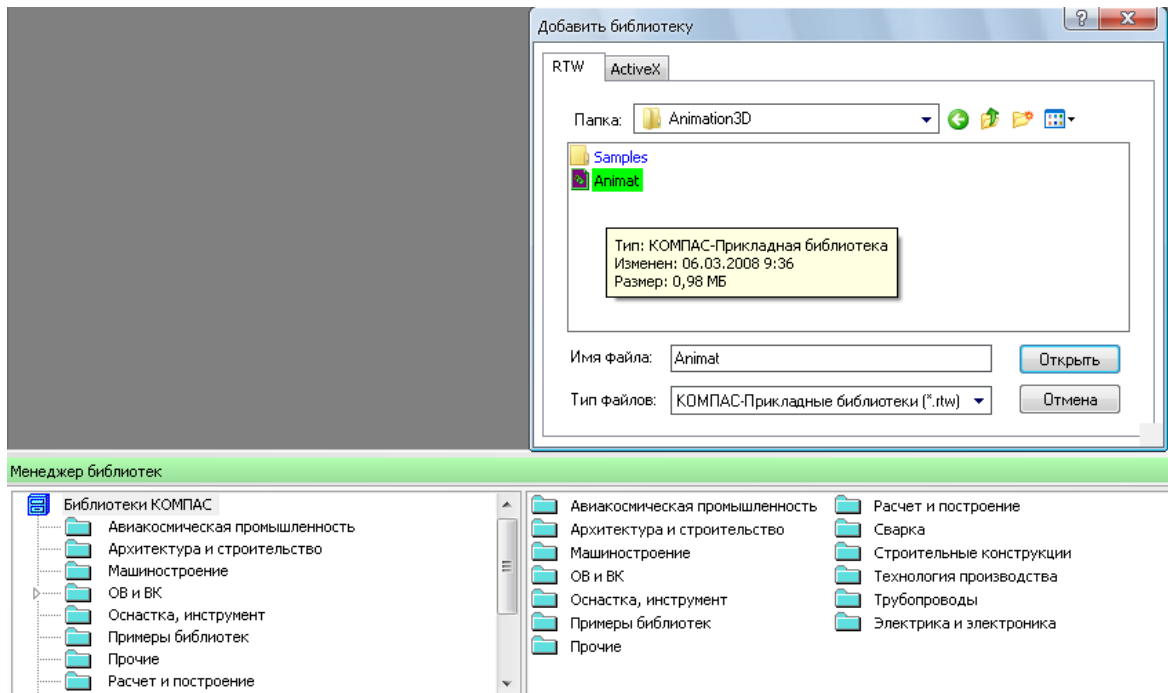 Добавить библиотеку
RTW
ActiveX
Папка: Animation3D
Samples
Animat
Тип: КОМПАС-Прикладная библиотека
Изменен: 06.03.2008 9:36
Размер: 0,98 МБ
Имя файла: Animat Открыть
Тип файлов: КОМПАС-Прикладные библиотеки (*.rtw) Отмена
Менеджер библиотек
Библиотеки КОМПАС
Авиакосмическая промышленность
Архитектура и строительство
Машиностроение
ОВ и ВК
Оснастка, инструмент
Примеры библиотек
Прочие
Расчет и построение
Авиакосмическая промышленность
Архитектура и строительство
Машиностроение
ОВ и ВК
Оснастка, инструмент
Примеры библиотек
Прочие
Расчет и построение
Сварка
Строительные конструкции
Технология производства
Трубопроводы
Электрика и электроника